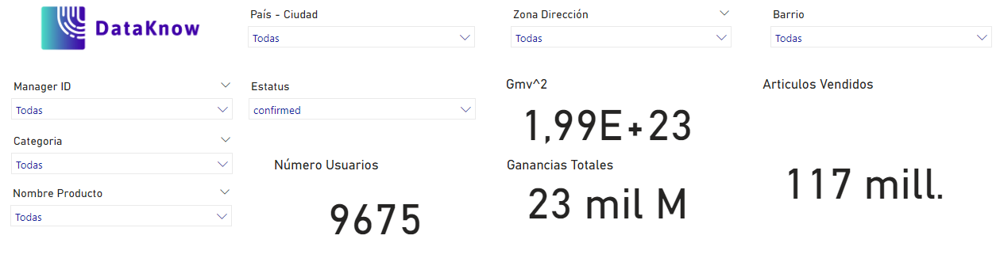 DataKnow
País - Ciudad
Todas
Zona Dirección
Todas
Barrio
Todas
Manager ID
Todas
Estatus
confirmed
Gmv^2
1,99E+23
Articulos Vendidos
117 mill.
Categoria
Todas
Número Usuarios
9675
Ganancias Totales
23 mil M
Nombre Producto
Todas